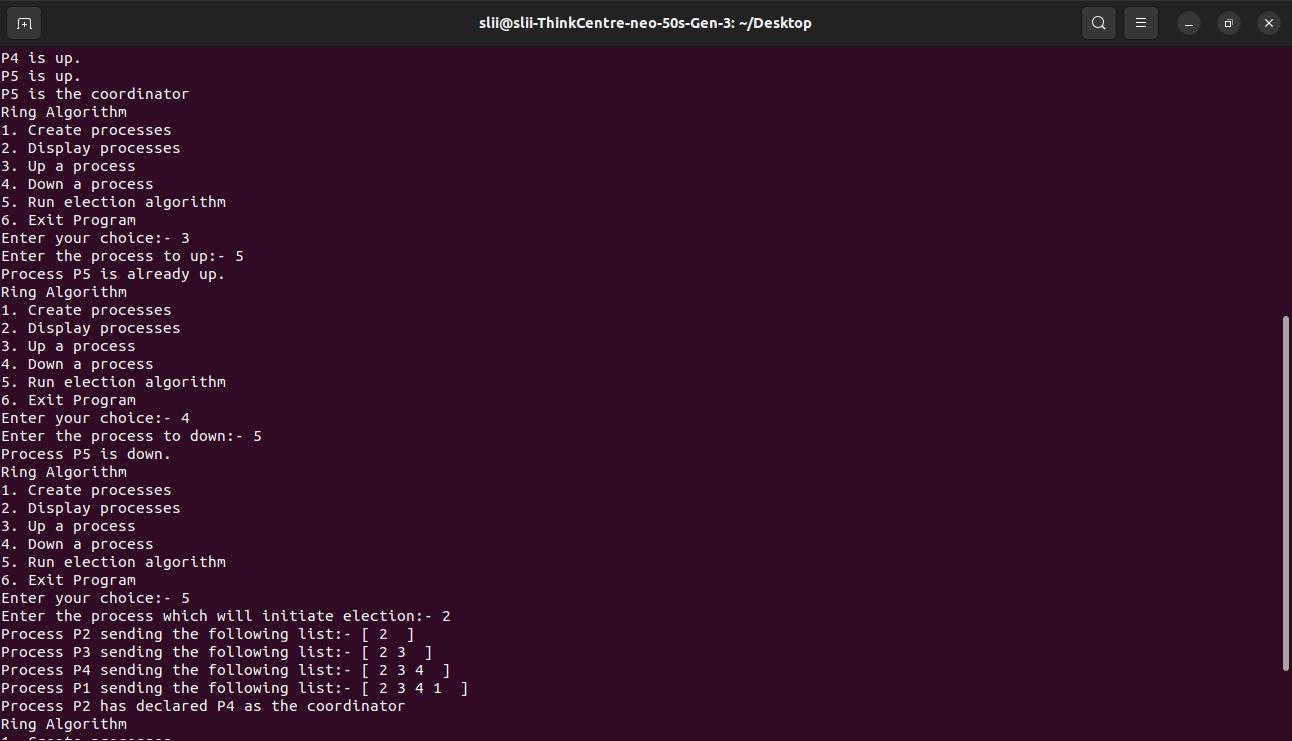 slii@slii-ThinkCentre-neo-50s-Gen-3: ~/Desktop
P4 is up.
P5 is up.
P5 is the coordinator
Ring Algorithm
1. Create processes
2. Display processes
3. Up a process
4. Down a process
5. Run election algorithm
6. Exit Program
Enter your choice:- 3
Enter the process to up:- 5
Process P5 is already up.
Ring Algorithm
1. Create processes
2. Display processes
3. Up a process
4. Down a process
5. Run election algorithm
6. Exit Program
Enter your choice:- 4
Enter the process to down:- 5
Process P5 is down.
Ring Algorithm
1. Create processes
2. Display processes
3. Up a process
4. Down a process
5. Run election algorithm
6. Exit Program
Enter your choice:- 5
Enter the process which will initiate election:- 2
Process P2 sending the following list:- [ 2  ]
Process P3 sending the following list:- [ 2 3  ]
Process P4 sending the following list:- [ 2 3 4  ]
Process P1 sending the following list:- [ 2 3 4 1  ]
Process P2 has declared P4 as the coordinator
Ring Algorithm
1. Create processes